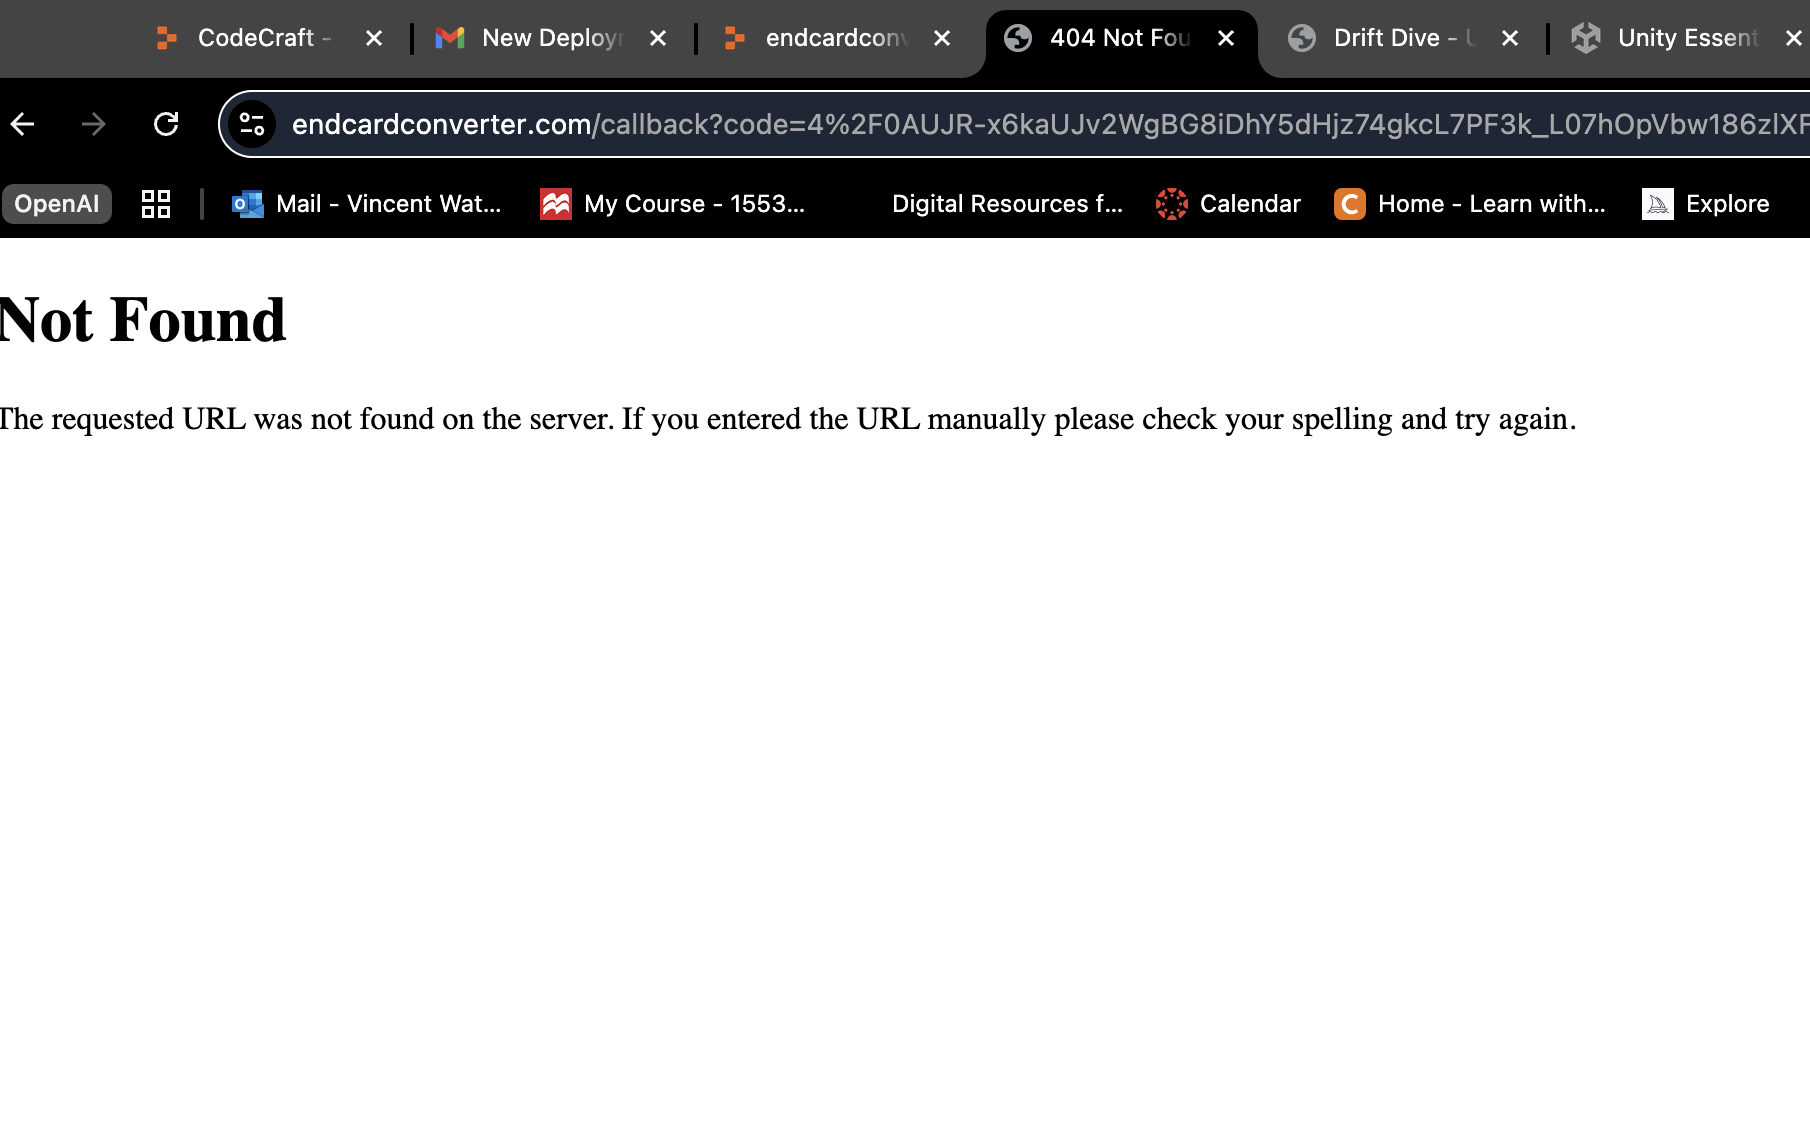 CodeCraft -
New Deploy
endcardconv
404 Not Fou
Drift Dive -
Unity Essent
endcardconverter.com/callback?code=4%2F0AUJR-x6kaUJv2WgBG8iDhY5dHjz74gkcL7PF3k_L07hOpVbw186zlXF
OpenAI
Mail - Vincent Wat...
My Course - 1553...
Digital Resources f...
Calendar
Home - Learn with...
Explore
Not Found
The requested URL was not found on the server. If you entered the URL manually please check your spelling and try again.